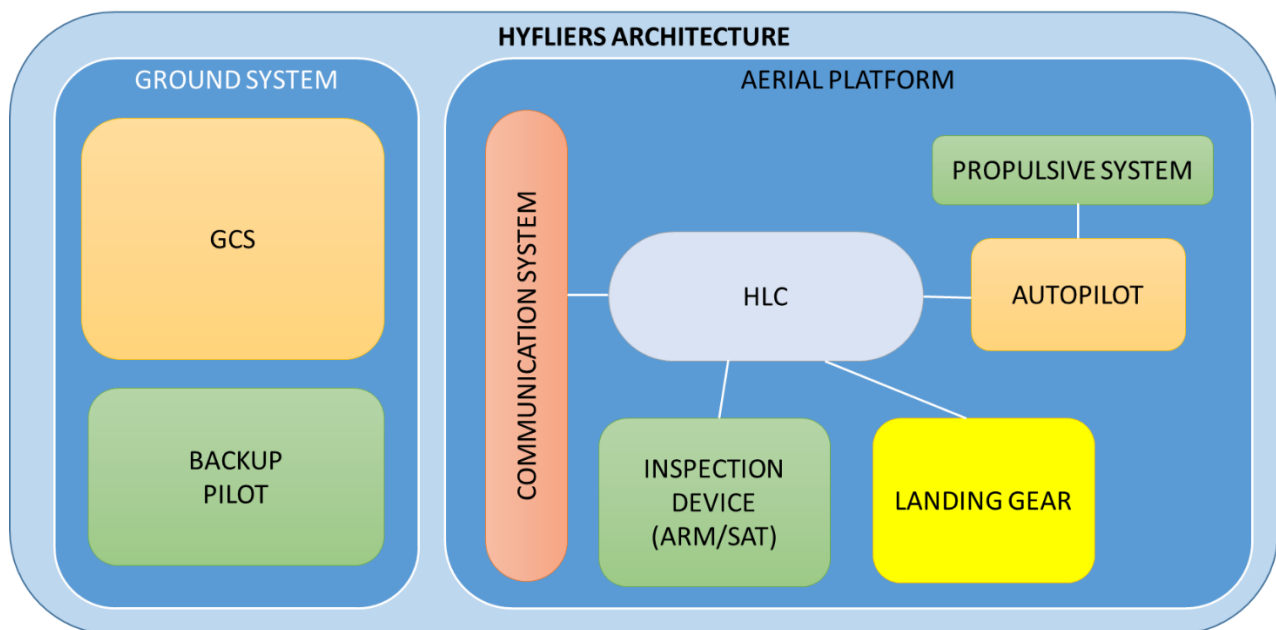 HYFLIERS ARCHITECTURE
GROUND SYSTEM
GCS
BACKUP
PILOT
AERIAL PLATFORM
COMMUNICATION SYSTEM
PROPULSIVE SYSTEM
HLC
AUTOPILOT
INSPECTION
DEVICE
(ARM/SAT)
LANDING GEAR